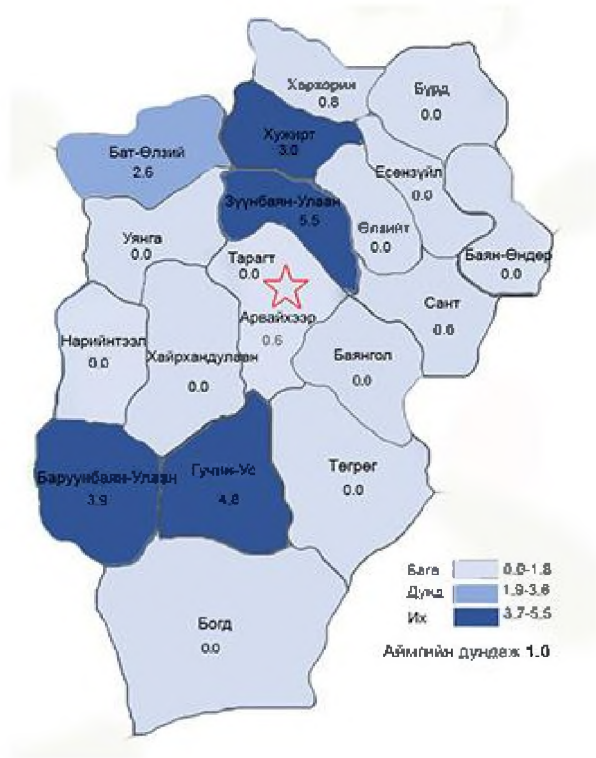 Хархорин
0.8
Бүрд
0.0
Хужирт
3.0
Бат-Өлзий
2.6
Есөнзүйл
0.0
Зүүнбаян-Улаан
5.5
Өлзийт
0.0
Уянга
0.0
Баян-Өндөр
0.0
Тарагт
0.0
Сант
0.0
Арвайхээр
0.6
Нарийнтээл
0.0
Хайрхандулаан
0.0
Баянгол
0.0
Баруунбаян-Улаан
3.9
Гучин-Ус
4.8
Төгрөг
0.0
Бага 0.0-1.8
Дунд 1.9-3.6
Их 3.7-5.5
Богд
0.0
Аймгийн дундаж 1.0